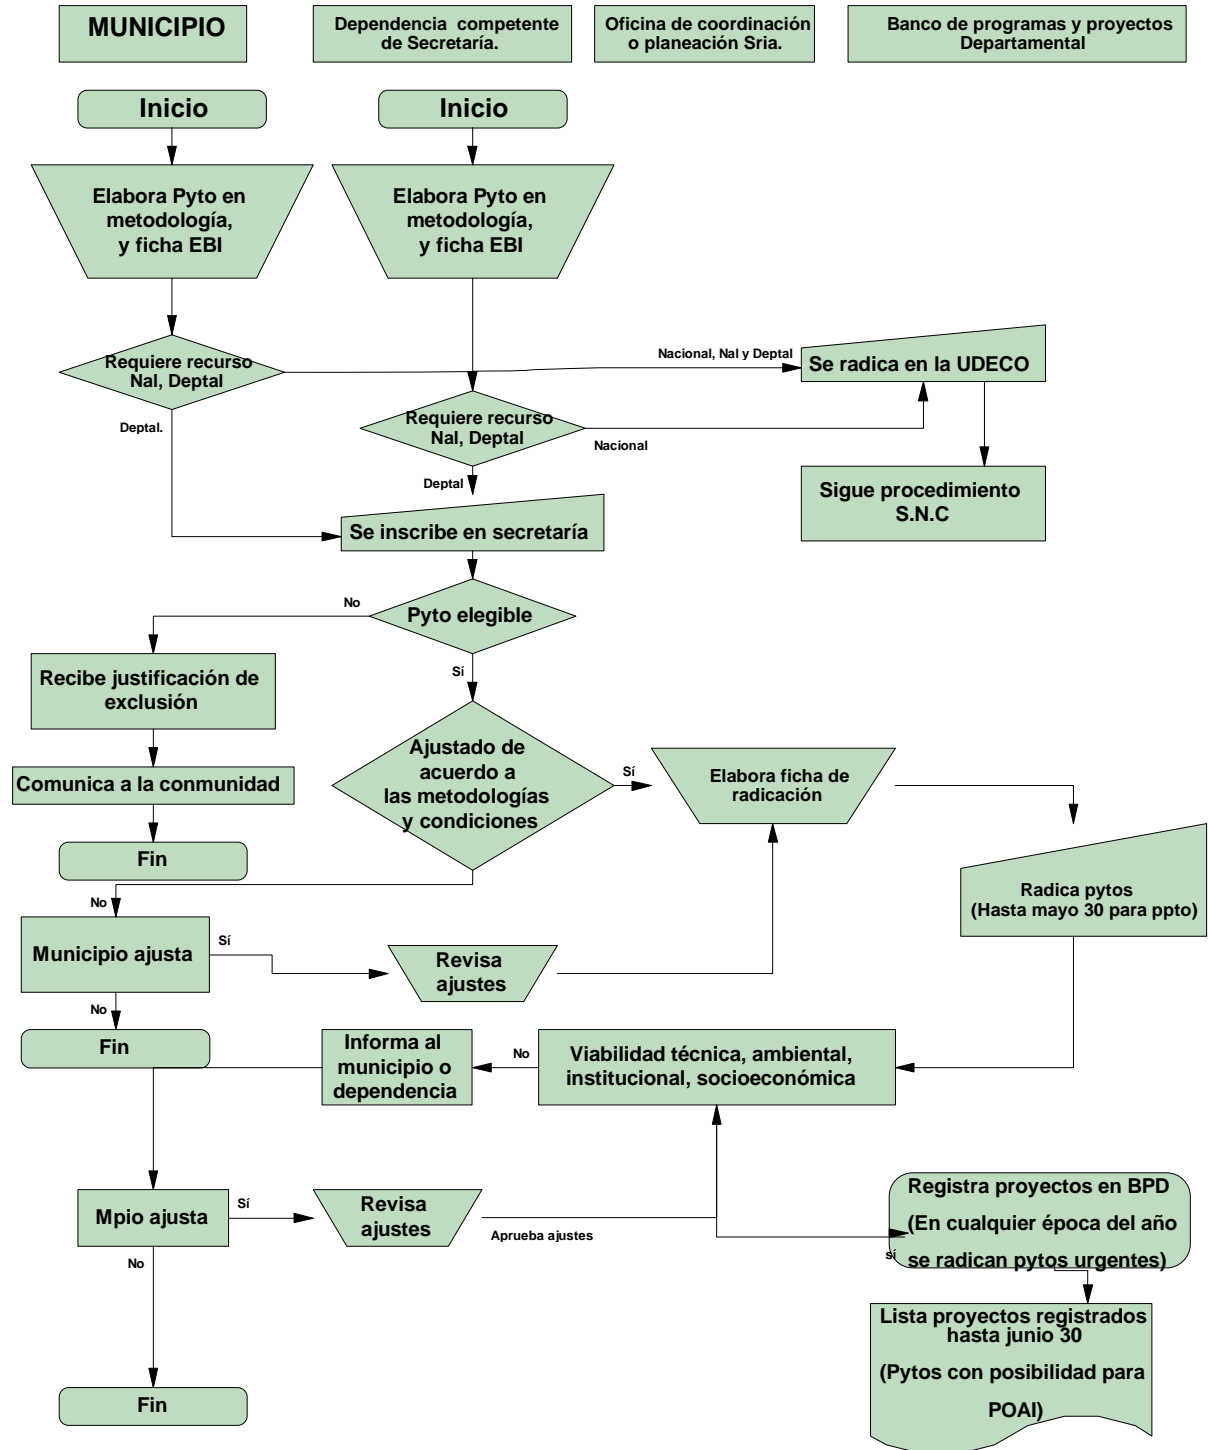 MUNICIPIO
Dependencia competente
de Secretaría.
Oficina de coordinación
o planeación Sria.
Banco de programas y proyectos
Departamental
Inicio
Inicio
Elabora Pyto en
metodología,
y ficha EBI
Elabora Pyto en
metodología,
y ficha EBI
Requiere recurso
Nal, Deptal
Nacional, Nal y Deptal
Se radica en la UDECO
Deptal.
Requiere recurso
Nal, Deptal
Nacional
Deptal
Sigue procedimiento
S.N.C
Se inscribe en secretaría
No
Pyto elegible
Sí
Recibe justificación de
exclusión
Comunica a la conmunidad
Fin
Ajustado de
acuerdo a
las metodologías
y condiciones
Sí
Elabora ficha de
radicación
Radica pytos
(Hasta mayo 30 para ppto)
No
Municipio ajusta
Sí
Revisa
ajustes
No
Fin
Informa al
municipio o
dependencia
No
Viabilidad técnica, ambiental,
institucional, socioeconómica
Mpio ajusta
Sí
Revisa
ajustes
Aprueba ajustes
No
Registra proyectos en BPD
(En cualquier época del año
sí
se radican pytos urgentes)
Lista proyectos registrados
hasta junio 30
(Pytos con posibilidad para
POAI)
Fin